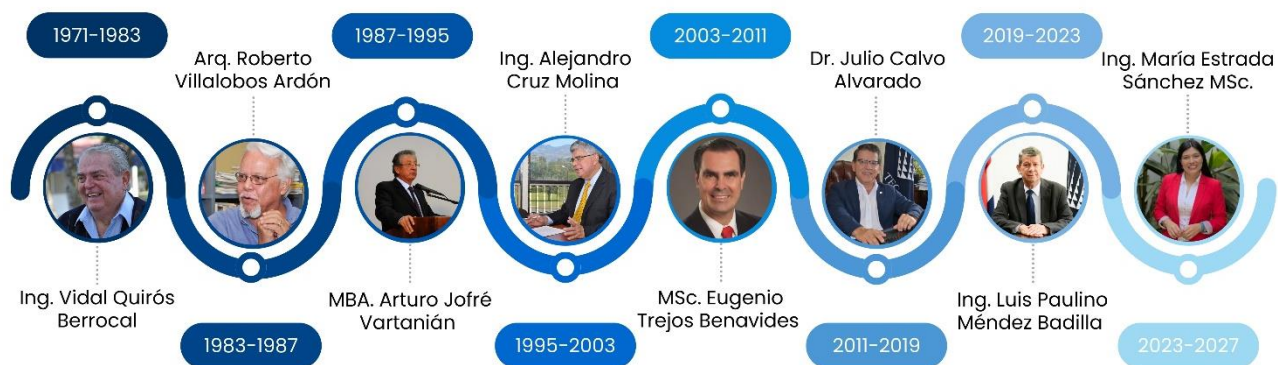 1971-1983
Ing. Vidal Quirós
Berrocal
Arq. Roberto
Villalobos Ardón
1983-1987
1987-1995
MBA. Arturo Jofré
Vartanián
Ing. Alejandro
Cruz Molina
1995-2003
2003-2011
MSc. Eugenio
Trejos Benavides
Dr. Julio Calvo
Alvarado
2011-2019
2019-2023
Ing. Luis Paulino
Méndez Badilla
Ing. María Estrada
Sánchez MSc.
2023-2027